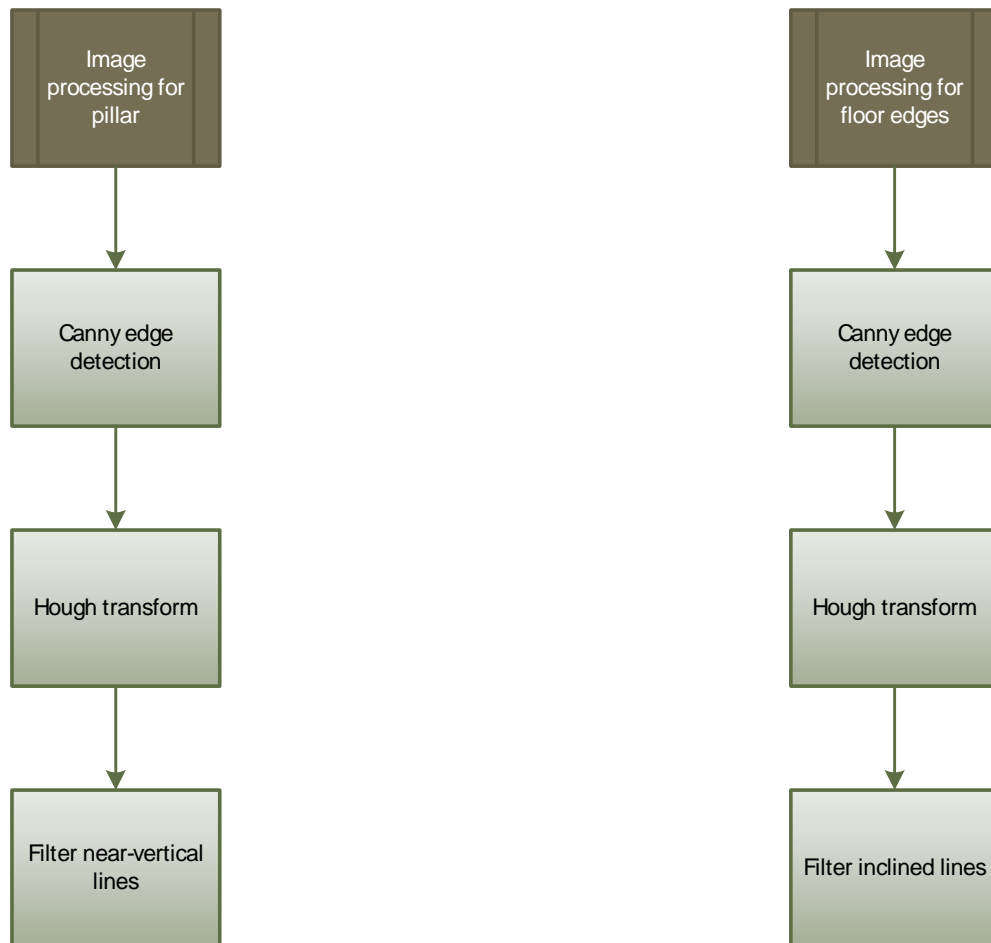 Image
processing for
pillar
Canny edge
detection
Hough transform
Filter near-vertical
lines
Image
processing for
floor edges
Canny edge
detection
Hough transform
Filter inclined lines